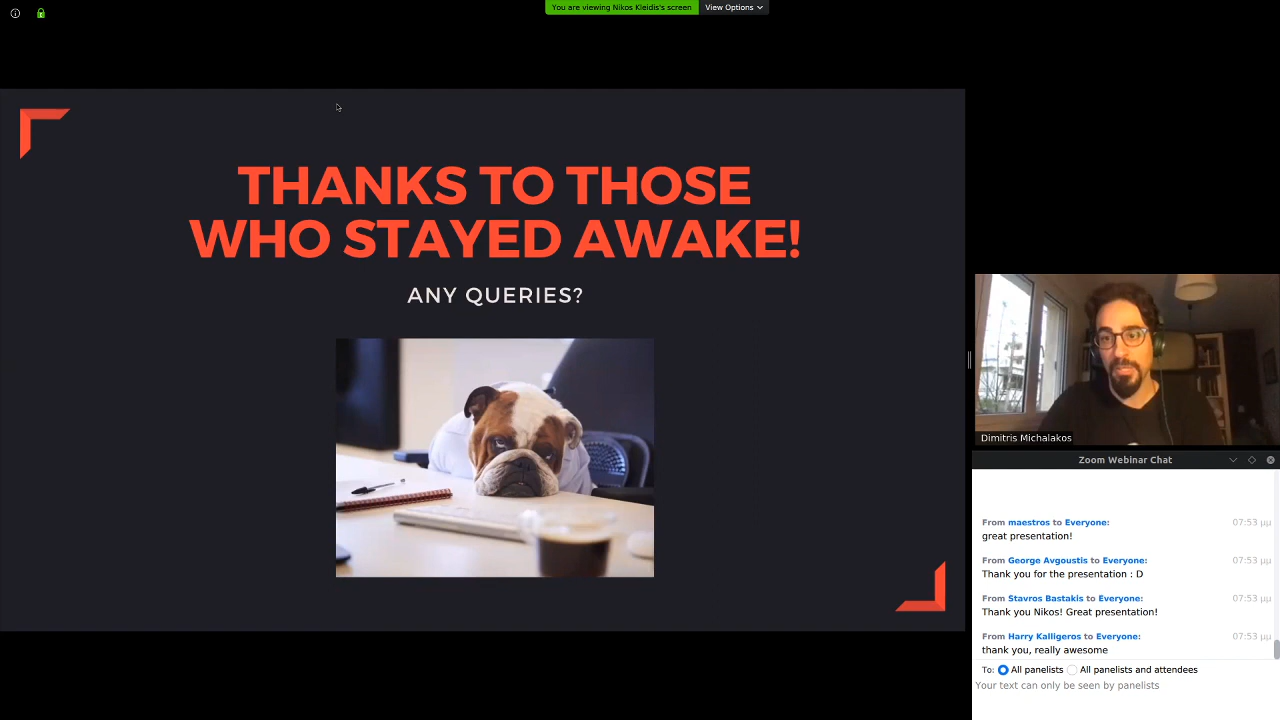 You are viewing Nikos Kleidis's screen
View Options
THANKS TO THOSE
WHO STAYED AWAKE!
ANY QUERIES?
Dimitris Michalakos
Zoom Webinar Chat
From maestros to Everyone: 07:53 μμ
great presentation!
From George Avgoustis to Everyone: 07:53 μμ
Thank you for the presentation : D
From Stavros Bastakis to Everyone: 07:53 μμ
Thank you Nikos! Great presentation!
From Harry Kalligeros to Everyone: 07:53 μμ
thank you, really awesome
To: All panelists All panelists and attendees
Your text can only be seen by panelists